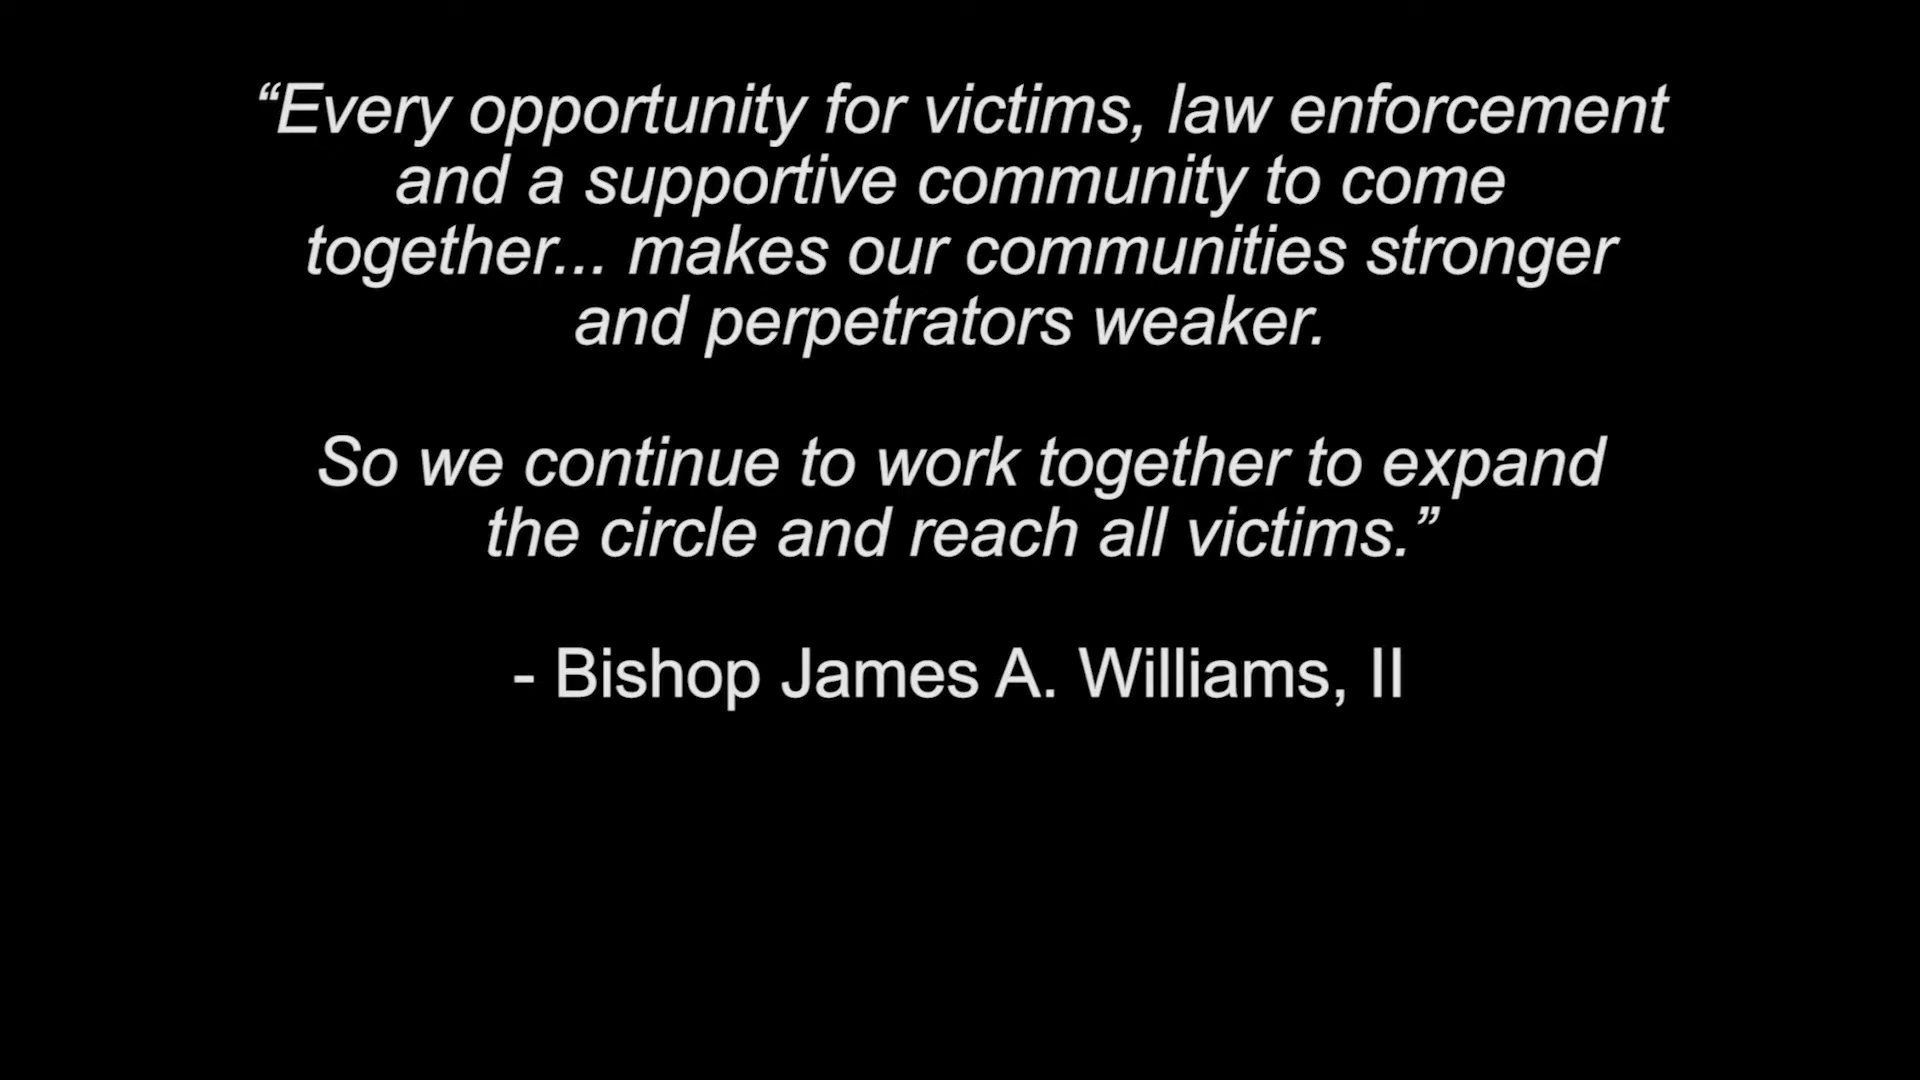 “Every opportunity for victims, law enforcement
and a supportive community to come
together... makes our communities stronger
and perpetrators weaker.
So we continue to work together to expand
the circle and reach all victims.”
- Bishop James A. Williams, II